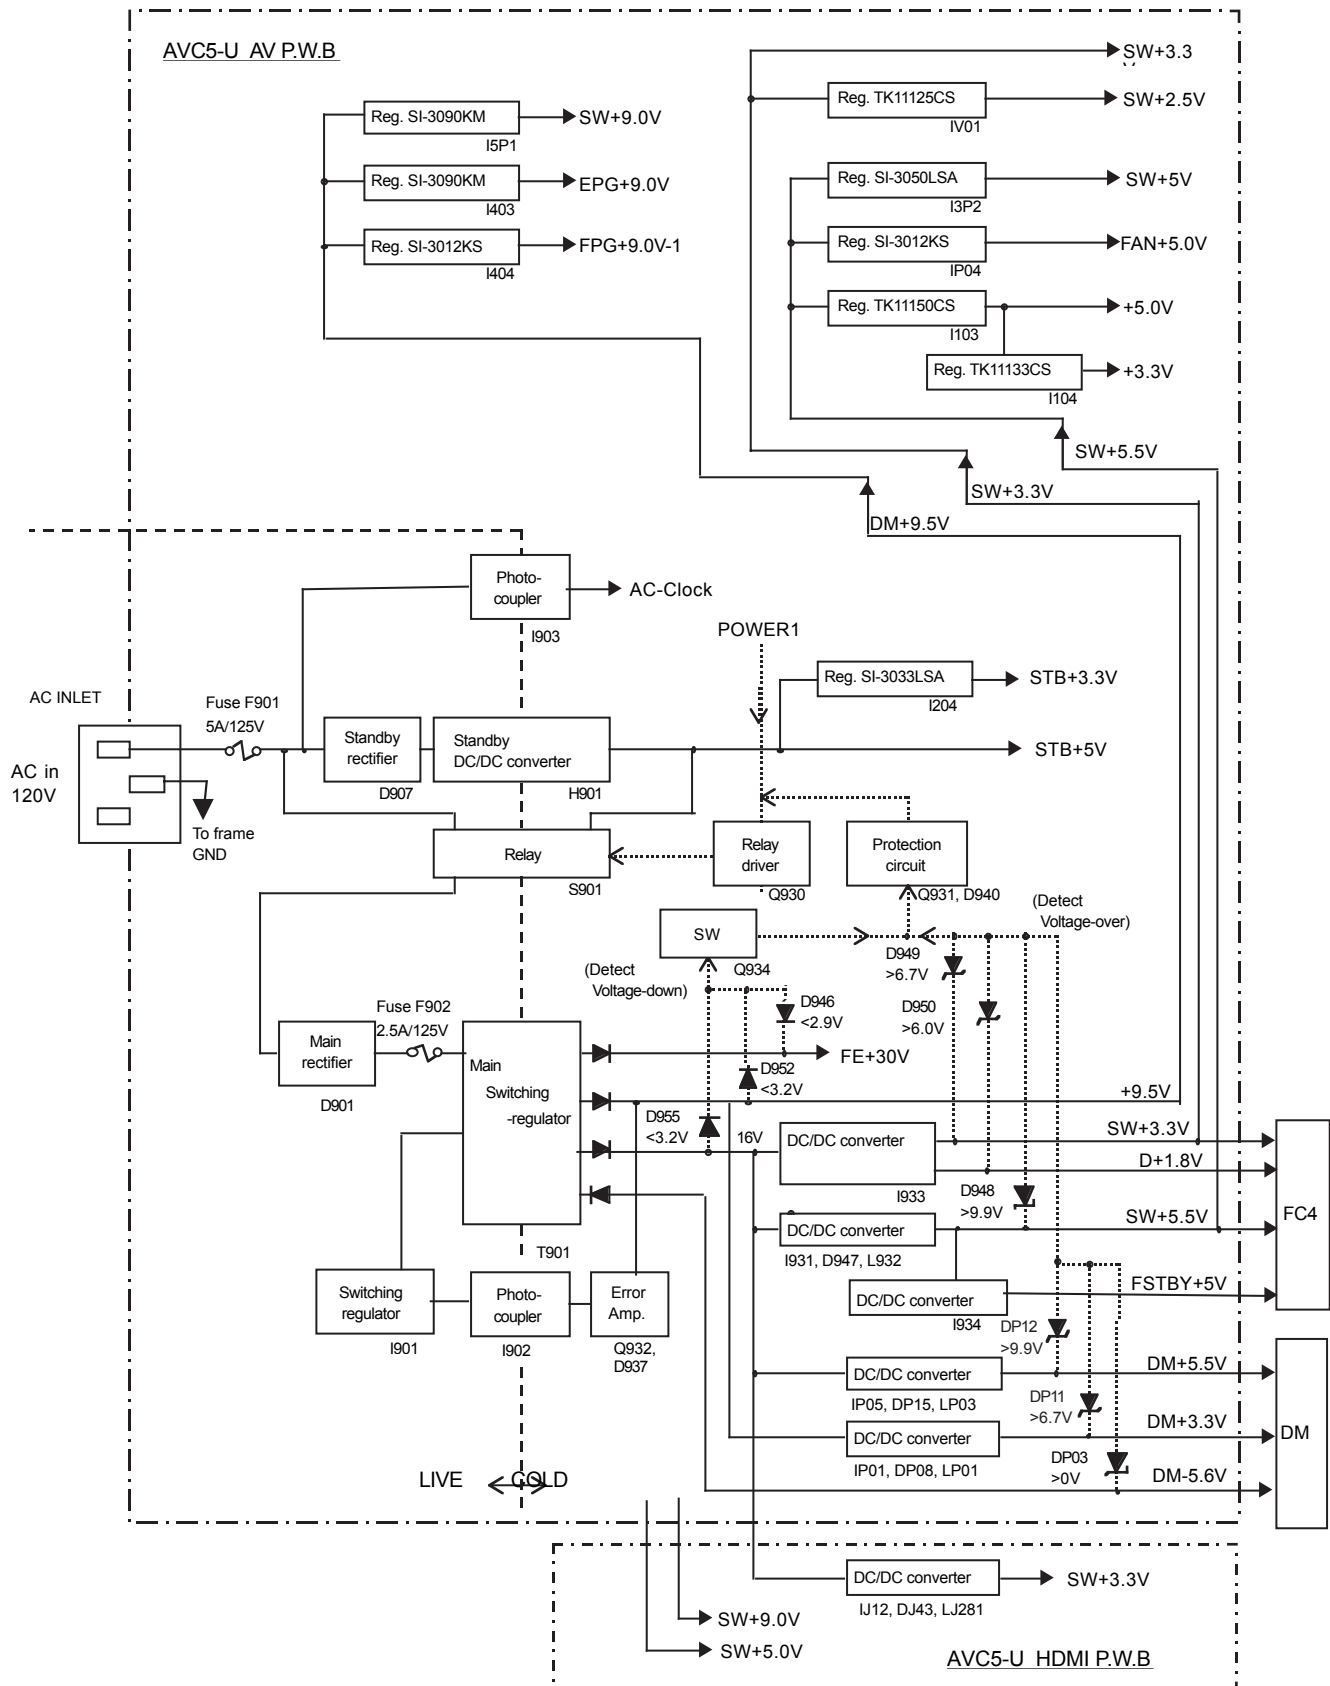 AVC5-U AV P.W.B
SW+3.3
Reg. TK11125CS
SW+2.5V
IV01
Reg. SI-3090KM
SW+9.0V
I5P1
Reg. SI-3090KM
EPG+9.0V
I403
Reg. SI-3012KS
FPG+9.0V-1
I404
Reg. SI-3050LSA
SW+5V
I3P2
Reg. SI-3012KS
FAN+5.0V
IP04
Reg. TK11150CS
+5.0V
I103
Reg. TK11133CS
+3.3V
I104
SW+5.5V
SW+3.3V
DM+9.5V
Photo-
coupler
AC-Clock
I903
POWER1
Reg. SI-3033LSA
STB+3.3V
I204
AC INLET
Fuse F901
5A/125V
Standby
rectifier
D907
Standby
DC/DC converter
H901
STB+5V
AC in
120V
To frame
GND
Relay
S901
Relay
driver
Q930
Protection
circuit
Q931, D940
(Detect
Voltage-over)
SW
Q934
(Detect
Voltage-down)
D949
>6.7V
D950
>6.0V
D946
<2.9V
Fuse F902
2.5A/125V
Main
rectifier
D901
Main
Switching
-regulator
T901
FE+30V
D952
<3.2V
+9.5V
D955
<3.2V
16V
DC/DC converter
I933
SW+3.3V
D+1.8V
D948
>9.9V
DC/DC converter
I931, D947, L932
SW+5.5V
FC4
DC/DC converter
I934
FSTBY+5V
Switching
regulator
I901
Photo-
coupler
I902
Error
Amp.
Q932,
D937
DP12
>9.9V
DC/DC converter
IP05, DP15, LP03
DM+5.5V
DP11
>6.7V
DC/DC converter
IP01, DP08, LP01
DM+3.3V
DM
DP03
>0V
DM-5.6V
LIVE
COLD
DC/DC converter
SW+3.3V
IJ12, DJ43, LJ281
SW+9.0V
SW+5.0V
AVC5-U HDMI P.W.B